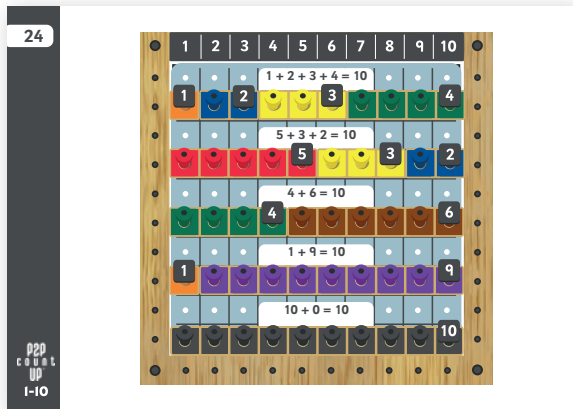 24
1 2 3 4 5 6 7 8 9 10
1 + 2 + 3 + 4 = 10
1 2 3 4
5 + 3 + 2 = 10
5 3 2
4 + 6 = 10
4 6
1 + 9 = 10
1 9
10 + 0 = 10
10
P2P
count
UP
1-10